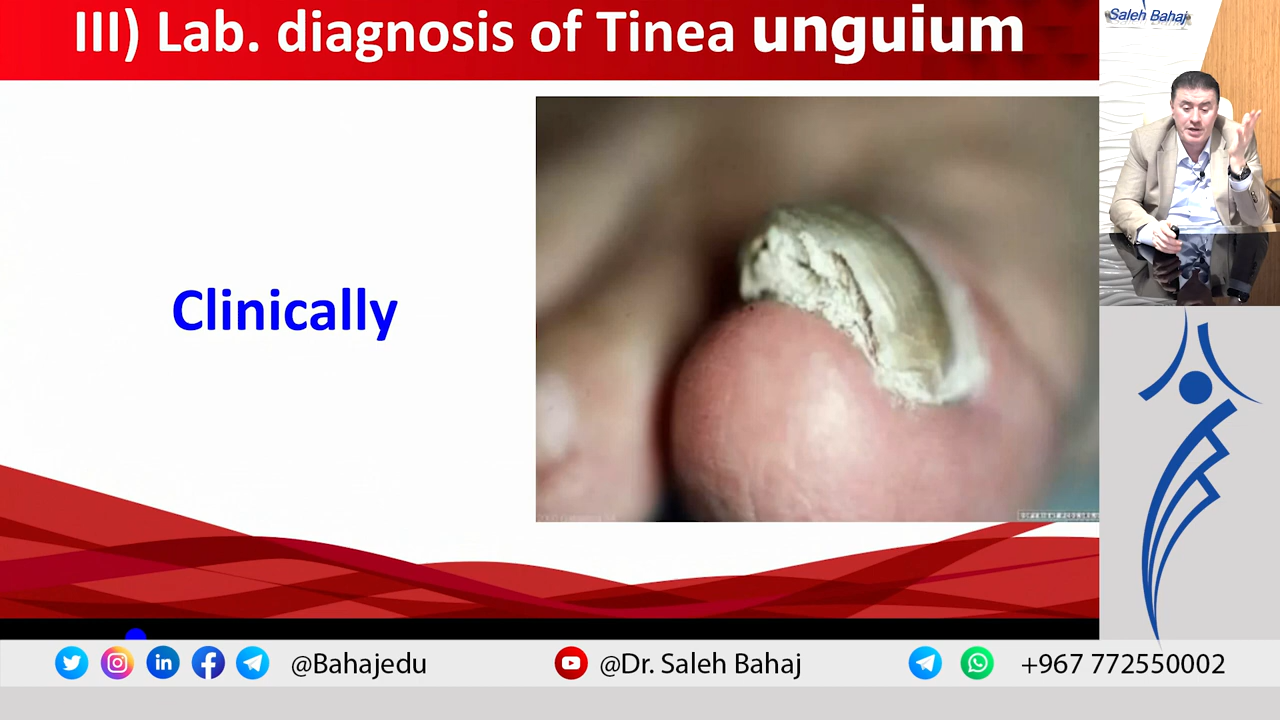 III) Lab. diagnosis of Tinea unguium
Saleh Bahaj
Clinically
@Bahajedu
@Dr. Saleh Bahaj
+967 772550002